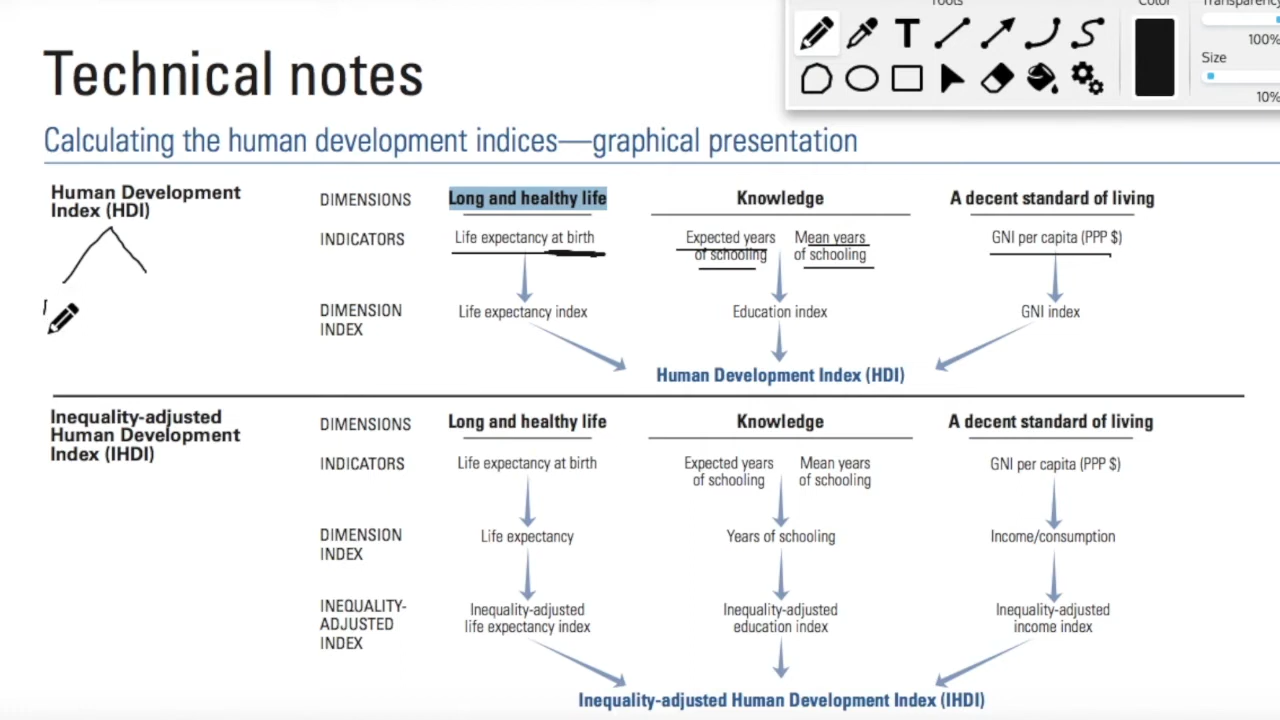 Tools
Color
Transparency
100%
Size
10%
T
Technical notes
Calculating the human development indices—graphical presentation
Human Development
Index (HDI)
DIMENSIONS
Long and healthy life
Knowledge
A decent standard of living
INDICATORS
Life expectancy at birth
Expected years
of schooling
Mean years
of schooling
GNI per capita (PPP $)
DIMENSION
INDEX
Life expectancy index
Education index
GNI index
Human Development Index (HDI)
Inequality-adjusted
Human Development
Index (IHDI)
DIMENSIONS
Long and healthy life
Knowledge
A decent standard of living
INDICATORS
Life expectancy at birth
Expected years
of schooling
Mean years
of schooling
GNI per capita (PPP $)
DIMENSION
INDEX
Life expectancy
Years of schooling
Income/consumption
INEQUALITY-
ADJUSTED
INDEX
Inequality-adjusted
life expectancy index
Inequality-adjusted
education index
Inequality-adjusted
income index
Inequality-adjusted Human Development Index (IHDI)